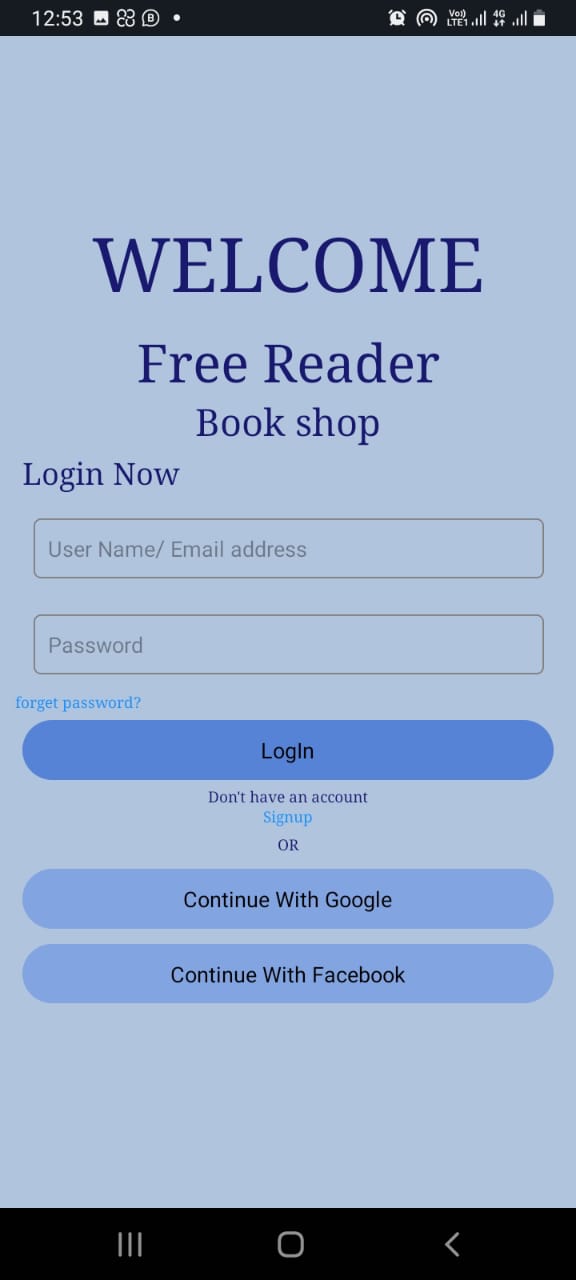 12:53
Vo)) LTE1 4G
WELCOME
Free Reader
Book shop
Login Now
User Name/ Email address
Password
forget password?
LogIn
Don't have an account
Signup
OR
Continue With Google
Continue With Facebook